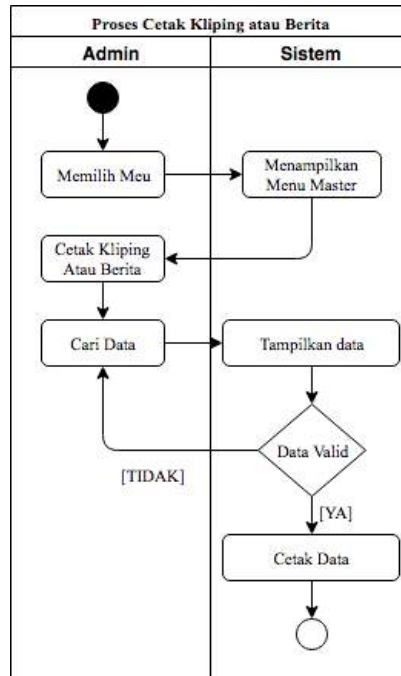 Proses Cetak Kliping atau Berita
Admin
Sistem
Memilih Meu
Menampilkan
Menu Master
Cetak Kliping
Atau Berita
Cari Data
Tampilkan data
Data Valid
[TIDAK]
[YA]
Cetak Data